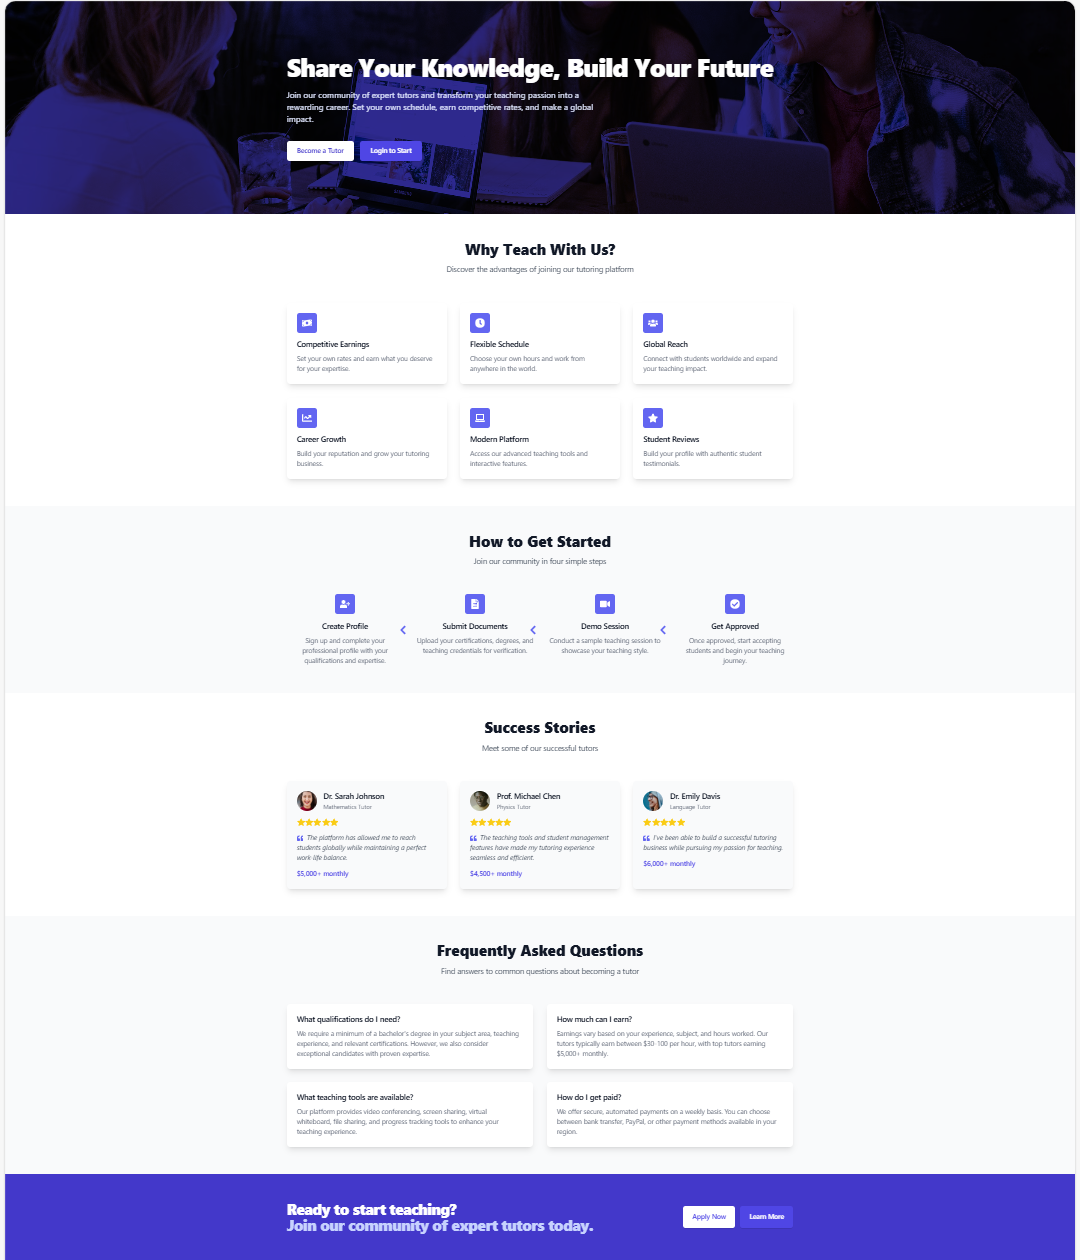 Share Your Knowledge, Build Your Future
Join our community of expert tutors and transform your teaching passion into a
rewarding career. Set your own schedule, earn competitive rates, and make a global
impact.
Become a Tutor
Login to Start
Why Teach With Us?
Discover the advantages of joining our tutoring platform
Competitive Earnings
Set your own rates and earn what you deserve
for your expertise.
Flexible Schedule
Choose your own hours and work from
anywhere in the world.
Global Reach
Connect with students worldwide and expand
your teaching impact.
Career Growth
Build your reputation and grow your tutoring
business.
Modern Platform
Access our advanced teaching tools and
interactive features.
Student Reviews
Build your profile with authentic student
testimonials.
How to Get Started
Join our community in four simple steps
Create Profile
Sign up and complete your
professional profile with your
qualifications and expertise.
Submit Documents
Upload your certifications, degrees, and
teaching credentials for verification.
Demo Session
Conduct a sample teaching session to
showcase your teaching style.
Get Approved
Once approved, start accepting
students and begin your teaching
journey.
Success Stories
Meet some of our successful tutors
Dr. Sarah Johnson
Mathematics Tutor
The platform has allowed me to reach
students globally while maintaining a perfect
work-life balance.
$5,000+ monthly
Prof. Michael Chen
Physics Tutor
The teaching tools and student management
features have made my tutoring experience
seamless and efficient.
$4,500+ monthly
Dr. Emily Davis
Language Tutor
I've been able to build a successful tutoring
business while pursuing my passion for teaching.
$6,000+ monthly
Frequently Asked Questions
Find answers to common questions about becoming a tutor
What qualifications do I need?
We require a minimum of a bachelor's degree in your subject area, teaching
experience, and relevant certifications. However, we also consider
exceptional candidates with proven expertise.
How much can I earn?
Earnings vary based on your experience, subject, and hours worked. Our
tutors typically earn between $30-100 per hour, with top tutors earning
$5,000+ monthly.
What teaching tools are available?
Our platform provides video conferencing, screen sharing, virtual
whiteboard, file sharing, and progress tracking tools to enhance your
teaching experience.
How do I get paid?
We offer secure, automated payments on a weekly basis. You can choose
between bank transfer, PayPal, or other payment methods available in your
region.
Ready to start teaching?
Join our community of expert tutors today.
Apply Now
Learn More